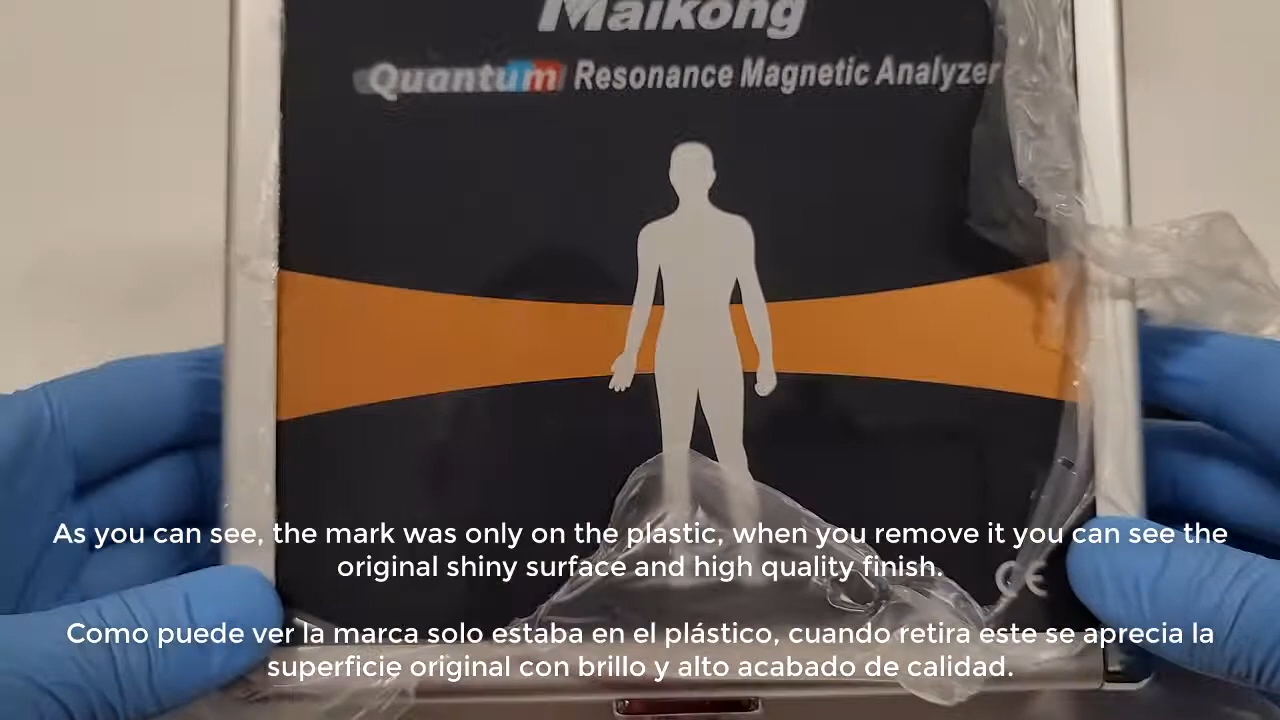 Maikong
Quantum Resonance Magnetic Analyzer
CE
As you can see, the mark was only on the plastic, when you remove it you can see the
original shiny surface and high quality finish.
Como puede ver la marca solo estaba en el plástico, cuando retira este se aprecia la
superficie original con brillo y alto acabado de calidad.